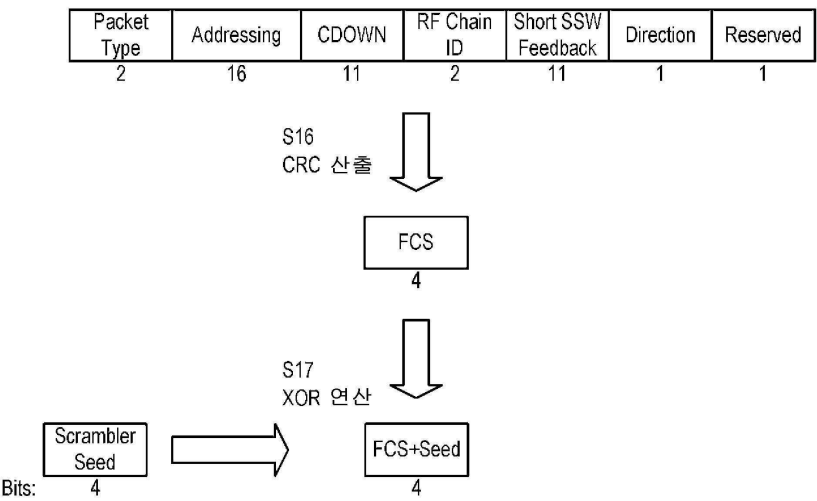 Packet Type Addressing CDOWN RF Chain ID Short SSW Feedback Direction Reserved
2 16 11 2 11 1 1
S16
CRC 산출
FCS
4
S17
XOR 연산
Scrambler Seed FCS+Seed
Bits: 4 4